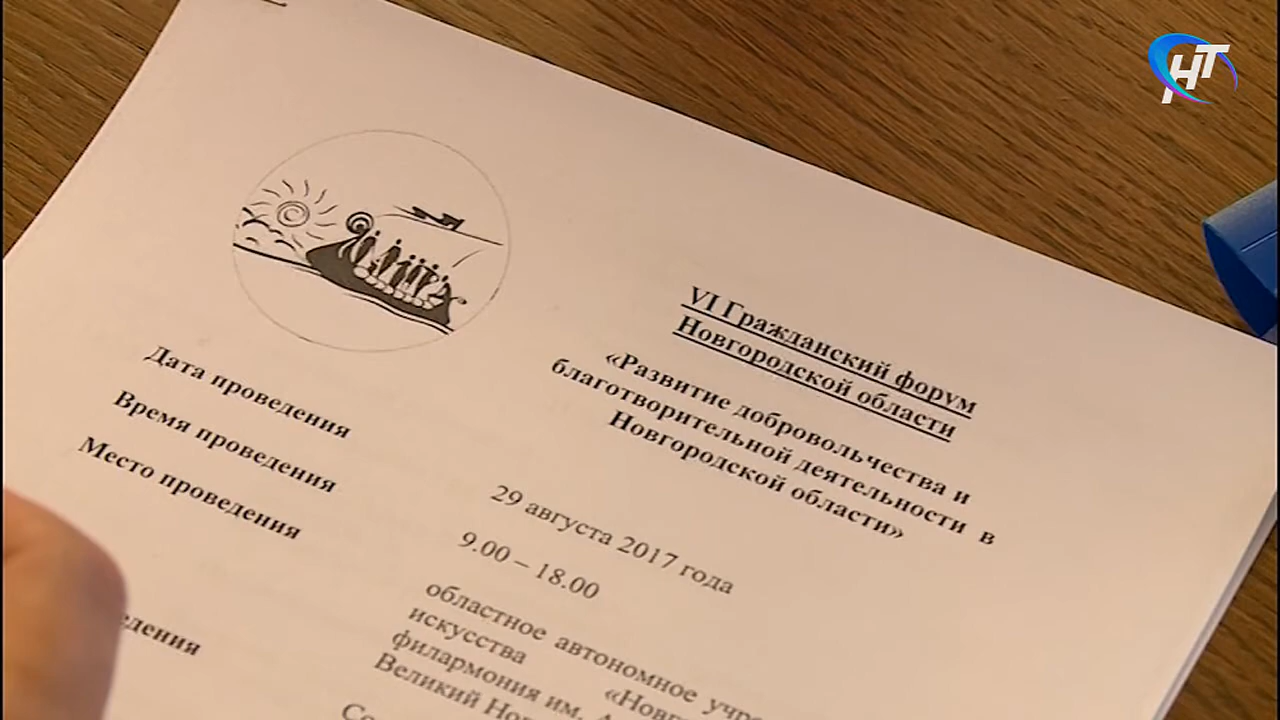 НТ
VI Гражданский форум
Новгородской области
«Развитие добровольчества и
благотворительной деятельности в
Новгородской области»
Дата проведения
29 августа 2017 года
Время проведения
9.00 – 18.00
Место проведения
областное автономное
искусства
филармония им.
Великий